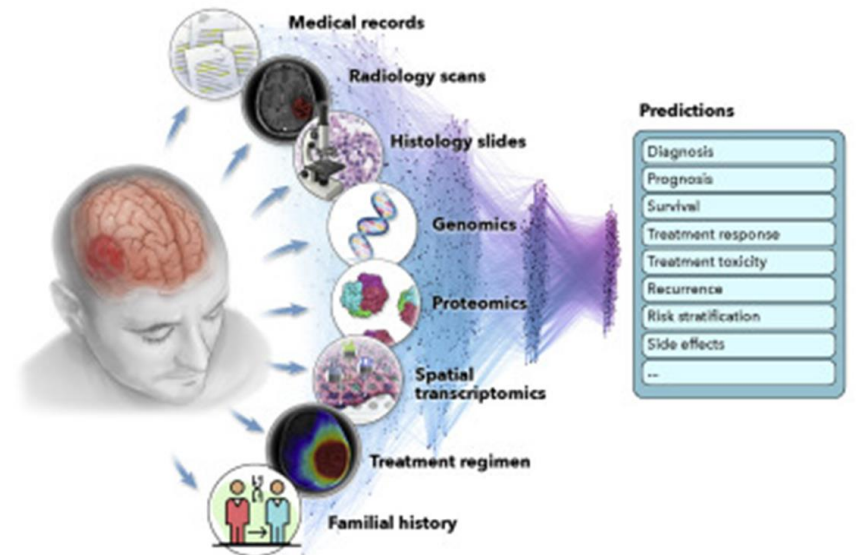 Medical records
Radiology scans
Histology slides
Genomics
Proteomics
Spatial
transcriptomics
Treatment regimen
Familial history
Predictions
Diagnosis
Prognosis
Survival
Treatment response
Treatment toxicity
Recurrence
Risk stratification
Side effects
...